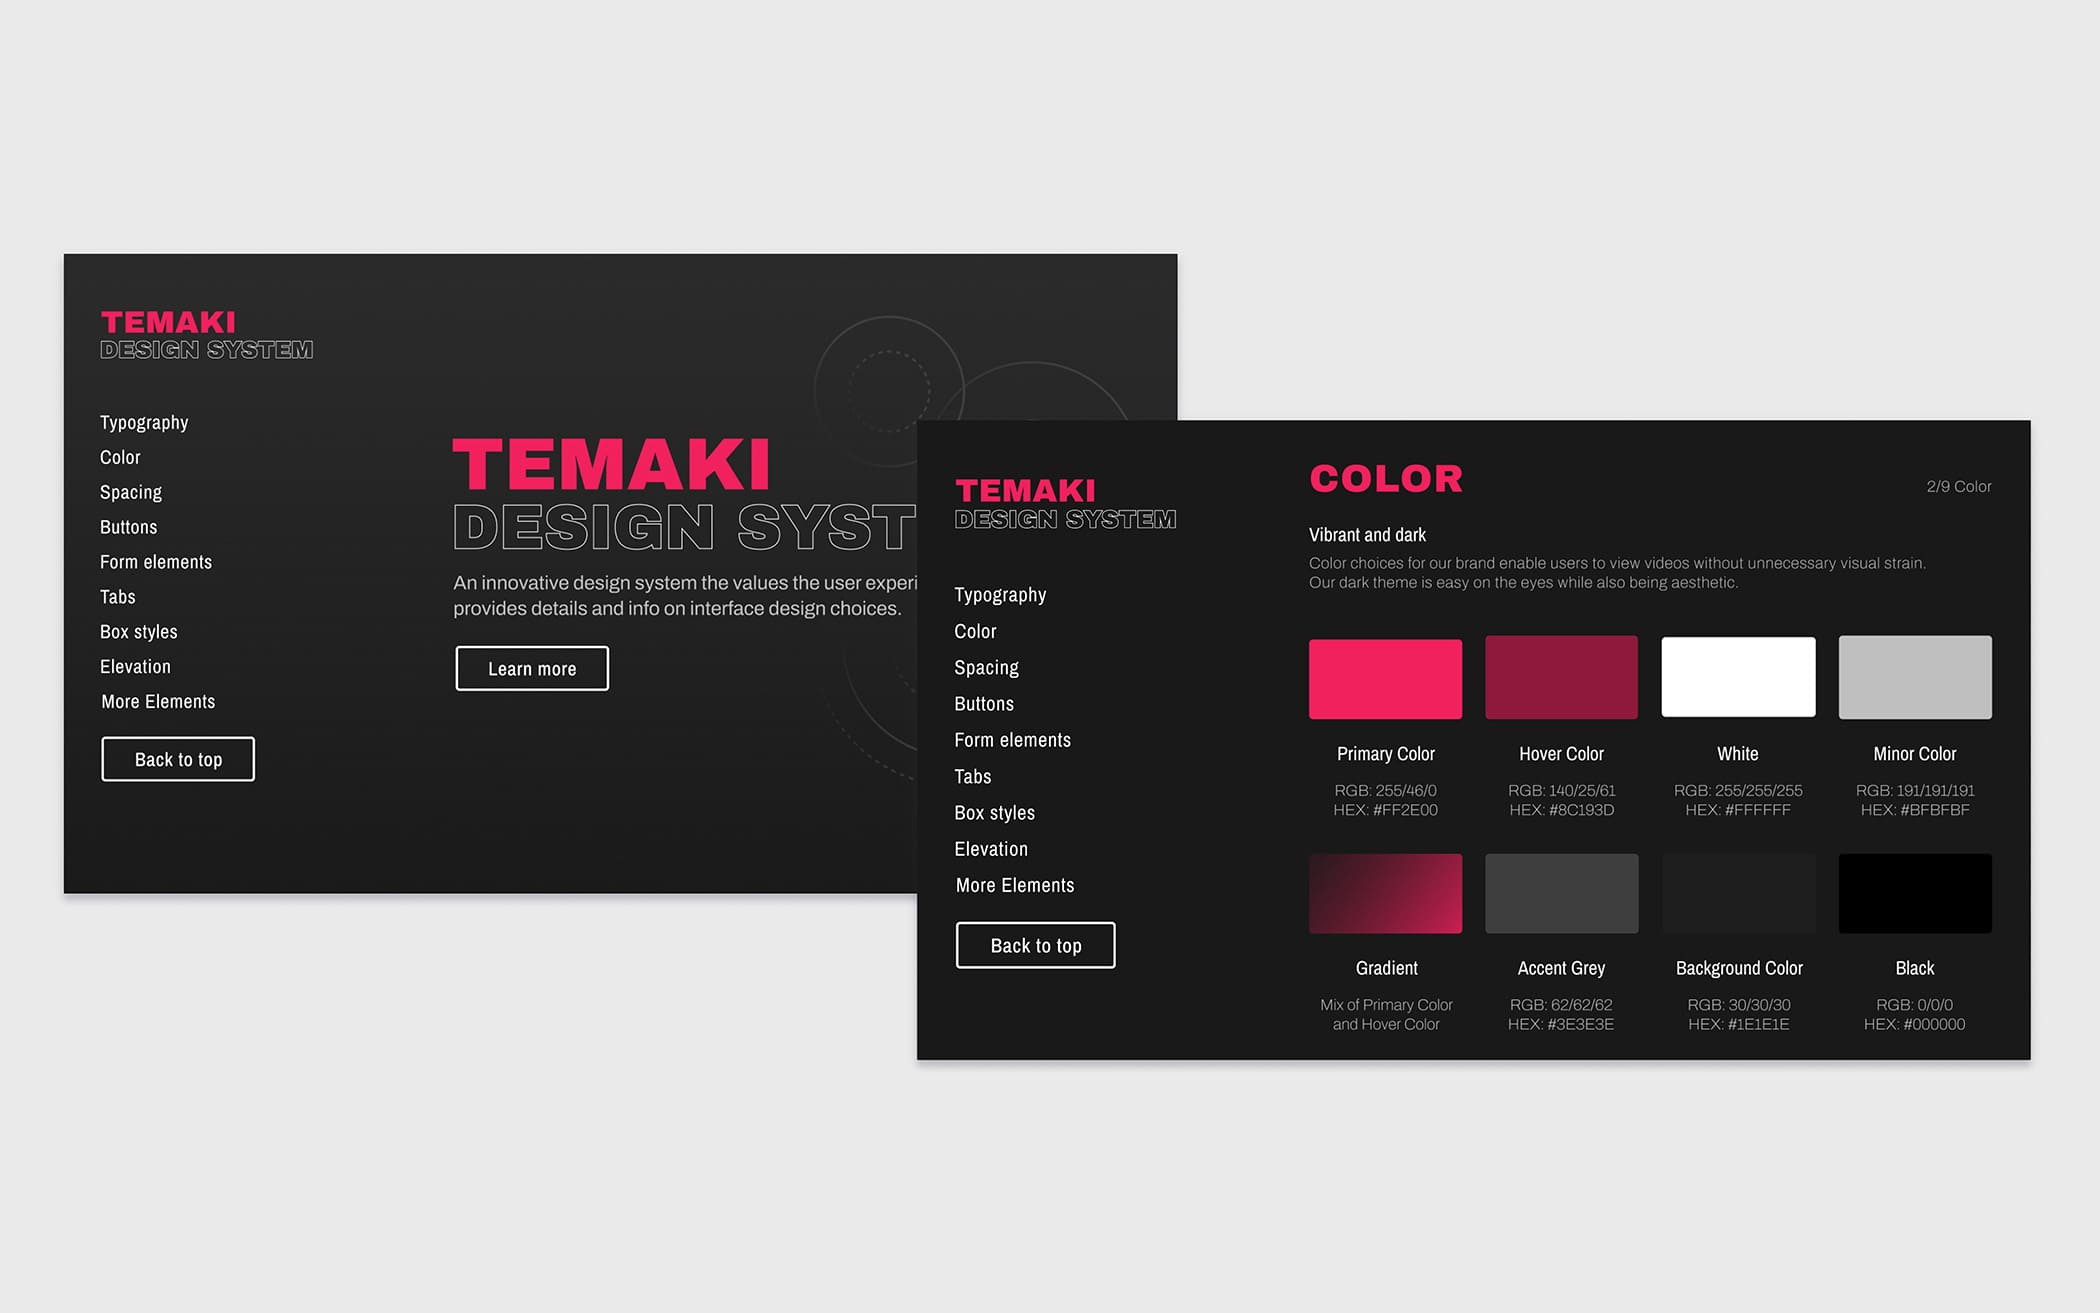 TEMAKI
DESIGN SYSTEM
Typography
Color
Spacing
Buttons
Form elements
Tabs
Box styles
Elevation
More Elements
Back to top
TEMAKI
DESIGN SYST
An innovative design system the values the user experi
provides details and info on interface design choices.
Learn more
TEMAKI
DESIGN SYSTEM
Typography
Color
Spacing
Buttons
Form elements
Tabs
Box styles
Elevation
More Elements
Back to top
COLOR
2/9 Color
Vibrant and dark
Color choices for our brand enable users to view videos without unnecessary visual strain.
Our dark theme is easy on the eyes while also being aesthetic.
Primary Color
RGB: 255/46/0
HEX: #FF2E00
Hover Color
RGB: 140/25/61
HEX: #8C193D
White
RGB: 255/255/255
HEX: #FFFFFF
Minor Color
RGB: 191/191/191
HEX: #BFBFBF
Gradient
Mix of Primary Color
and Hover Color
Accent Grey
RGB: 62/62/62
HEX: #3E3E3E
Background Color
RGB: 30/30/30
HEX: #1E1E1E
Black
RGB: 0/0/0
HEX: #000000